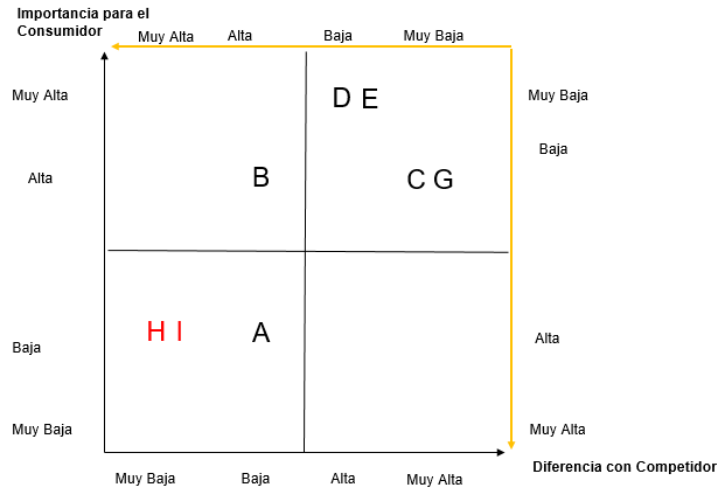 Importancia para el
Consumidor
Muy Alta Alta Baja Muy Baja
Muy Alta D E Muy Baja
Baja
Alta B C G
H I A
Baja Alta
Muy Baja Muy Alta
Diferencia con Competidor
Muy Baja Baja Alta Muy Alta